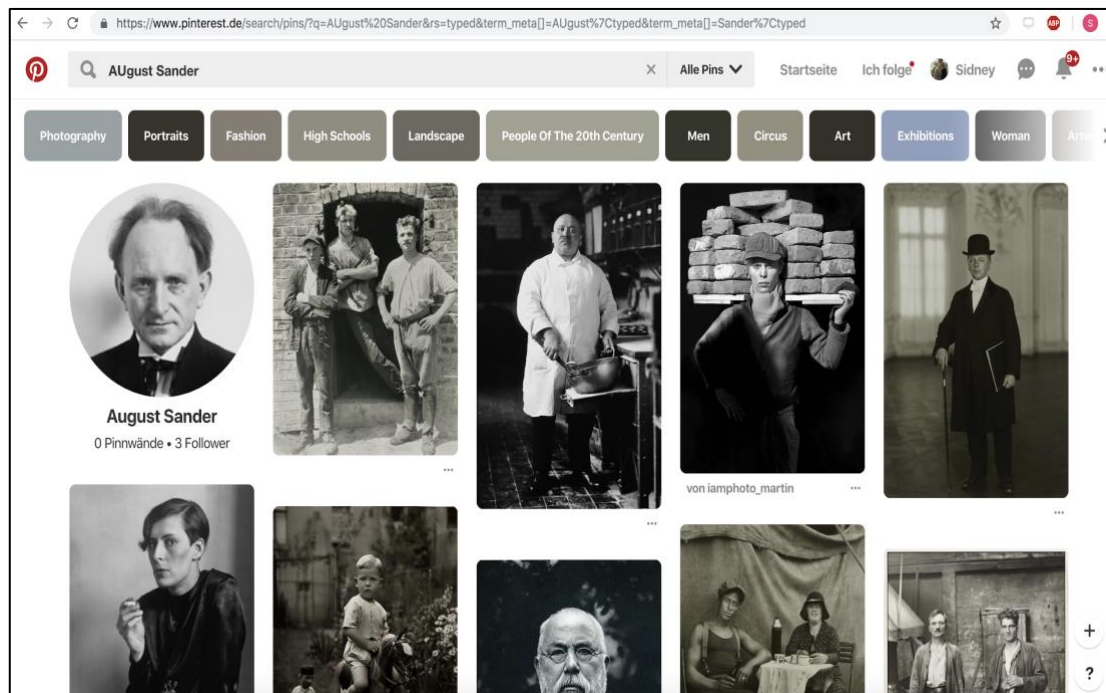 https://www.pinterest.de/search/pins/?q=AUgust%20Sander&rs=typed&term_meta[]=AUgust%7Ctyped&term_meta[]=Sander%7Ctyped
ABP
S
AUgust Sander
Alle Pins
Startseite
Ich folge
Sidney
9+
Photography
Portraits
Fashion
High Schools
Landscape
People Of The 20th Century
Men
Circus
Art
Exhibitions
Woman
August Sander
0 Pinnwände • 3 Follower
von iamphoto_martin
+
?